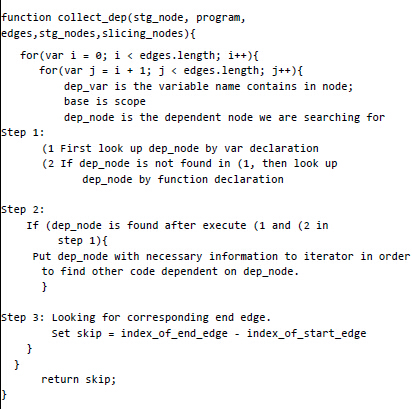 function collect_dep(stg_node, program,
edges,stg_nodes,slicing_nodes){
for(var i = 0; i < edges.length; i++){
for(var j = i + 1; j < edges.length; j++){
dep_var is the variable name contains in node;
base is scope
dep_node is the dependent node we are searching for
Step 1:
(1 First look up dep_node by var declaration
(2 If dep_node is not found in (1, then look up
dep_node by function declaration
Step 2:
If (dep_node is found after execute (1 and (2 in
step 1){
Put dep_node with necessary information to iterator in order
to find other code dependent on dep_node.
}
Step 3: Looking for corresponding end edge.
Set skip = index_of_end_edge - index_of_start_edge
}
}
return skip;
}